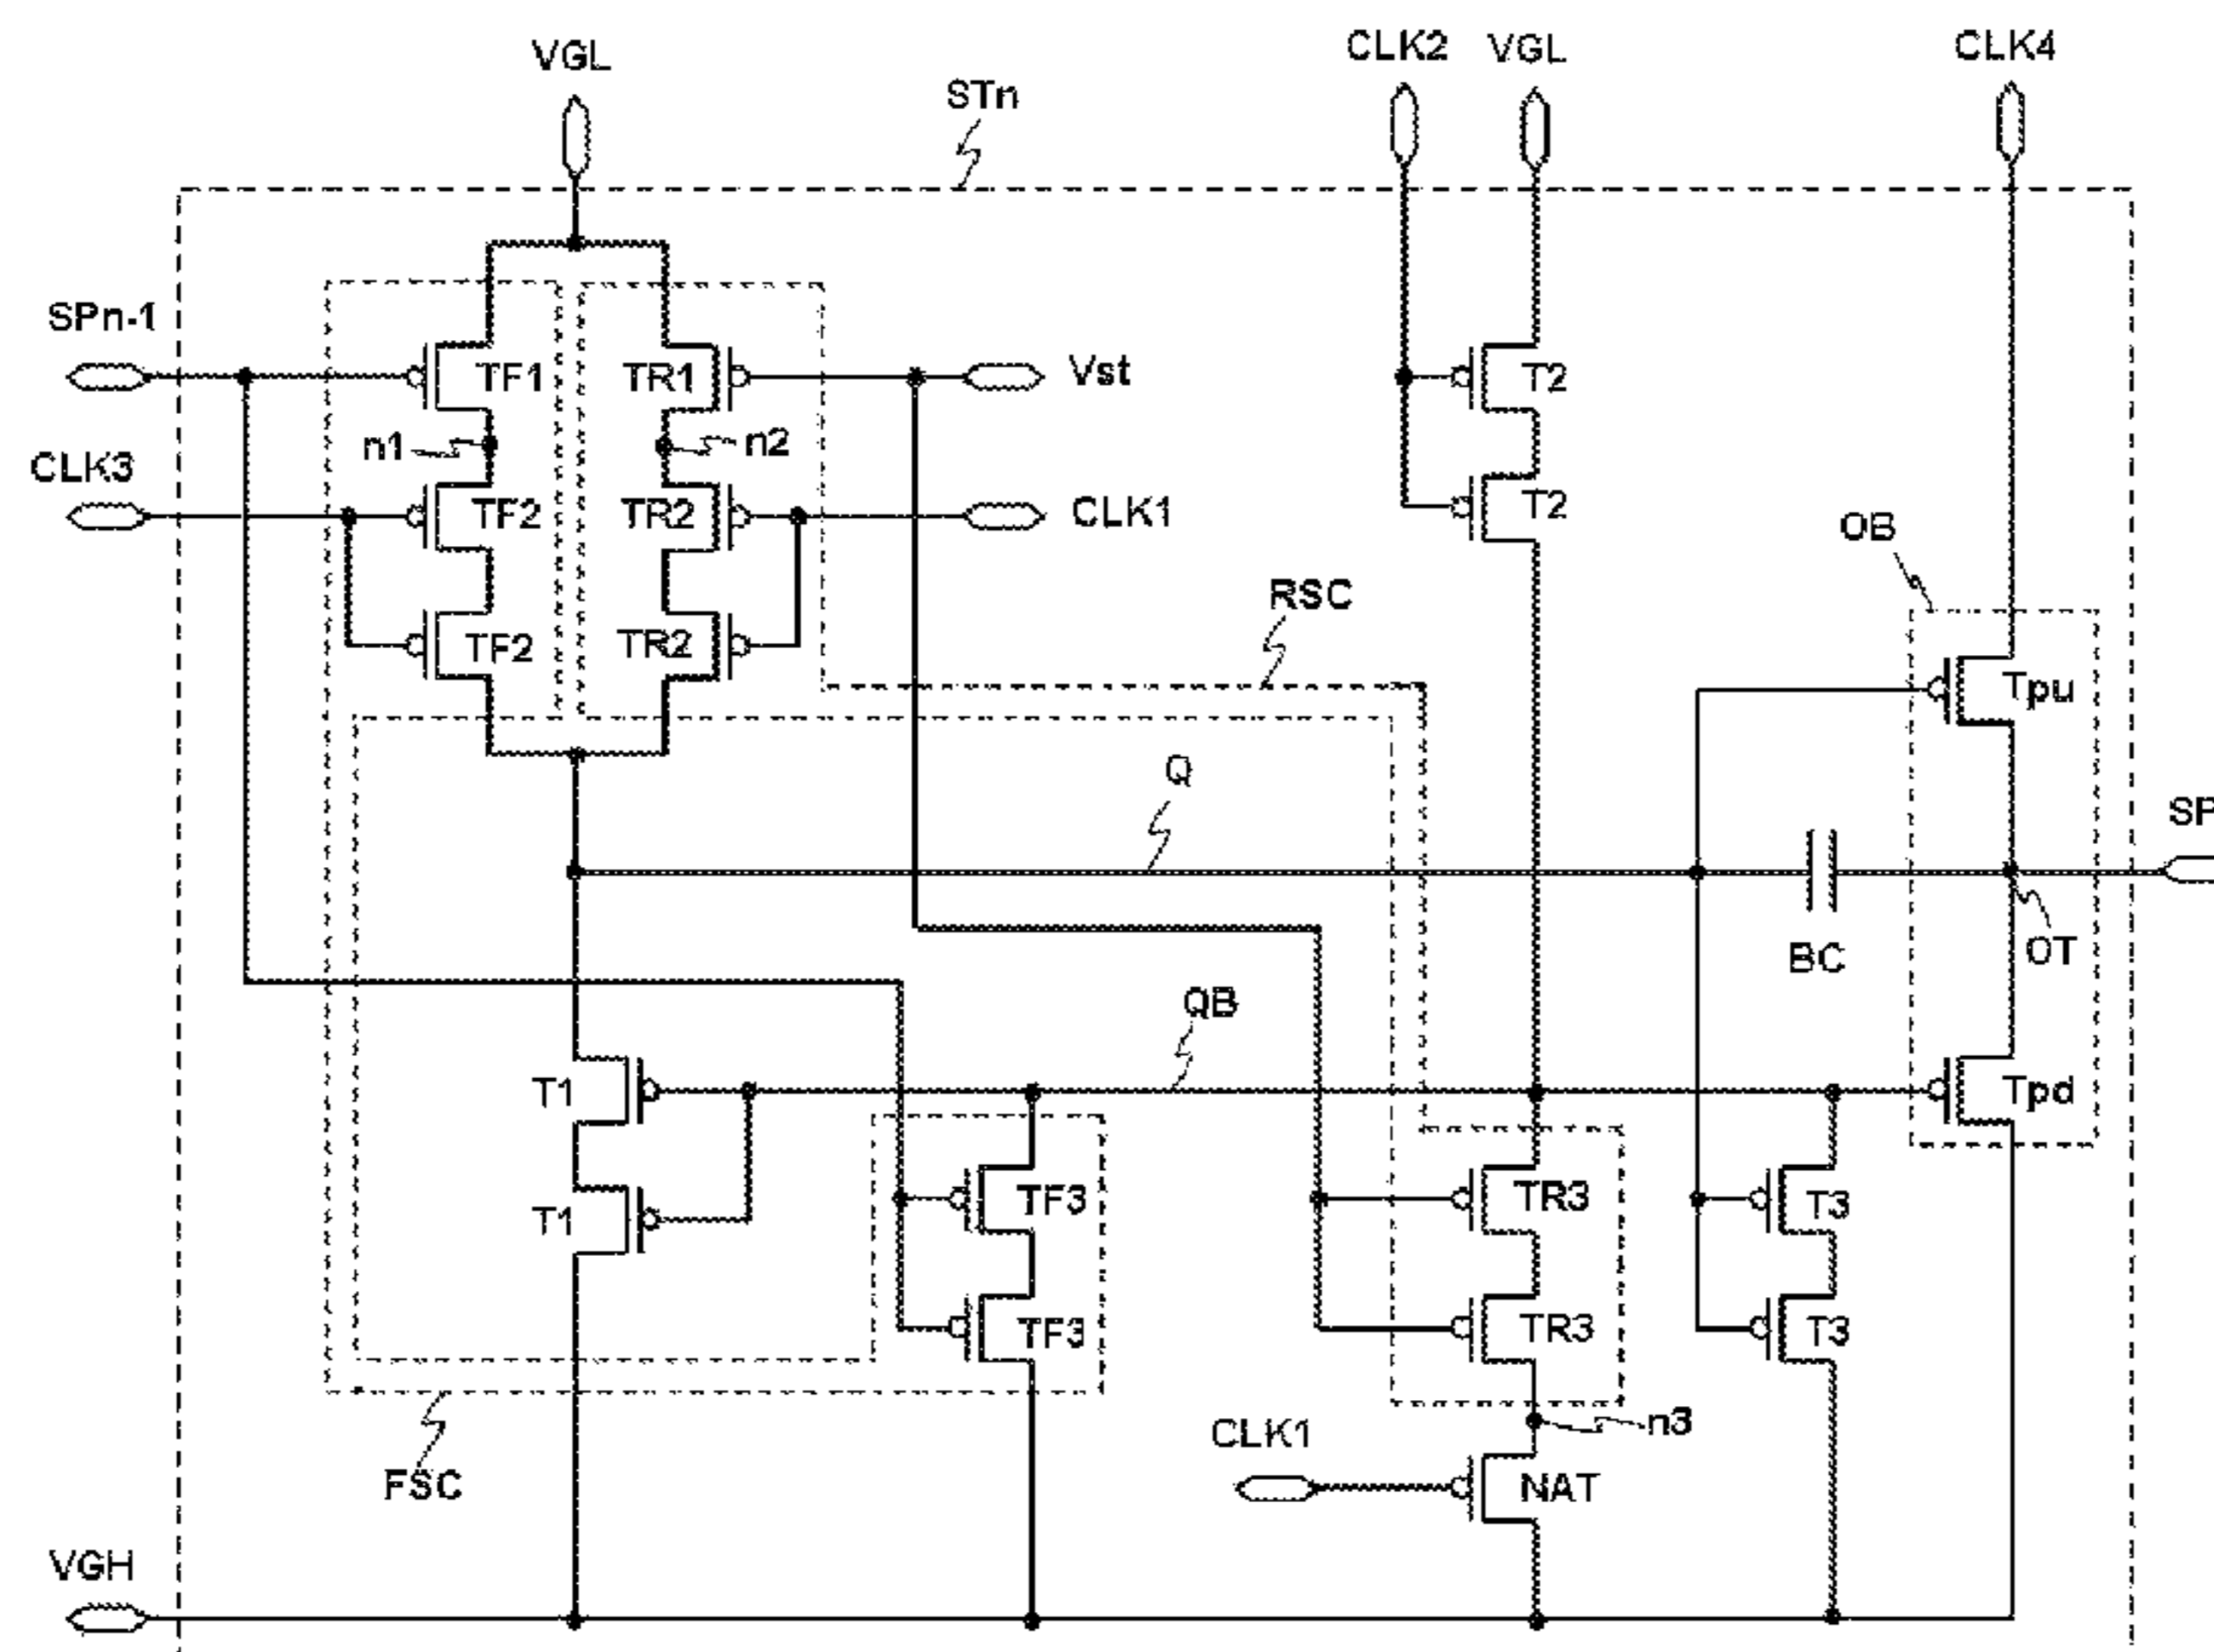 VGL
CLK2
VGL
CLK4
STn
SPn-1
TF1
TR1
Vst
T2
n1
n2
CLK3
TF2
TR2
CLK1
T2
OB
RSC
TF2
TR2
Tpu
Q
SP
BC
OT
QB
T1
Tpd
TF3
TR3
T3
T1
TF3
TR3
T3
n3
CLK1
FSC
NAT
VGH